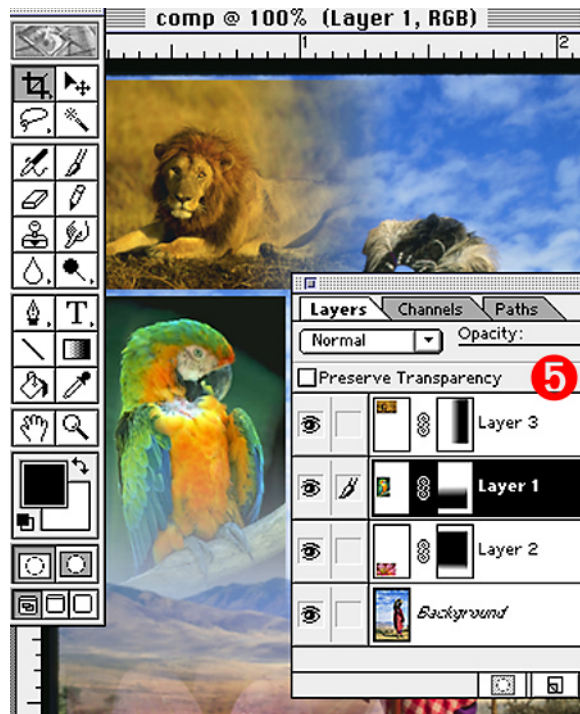 comp @ 100% (Layer 1, RGB)
1
2
T
Layers Channels Paths
Normal Opacity:
Preserve Transparency 5
Layer 3
Layer 1
Layer 2
Background